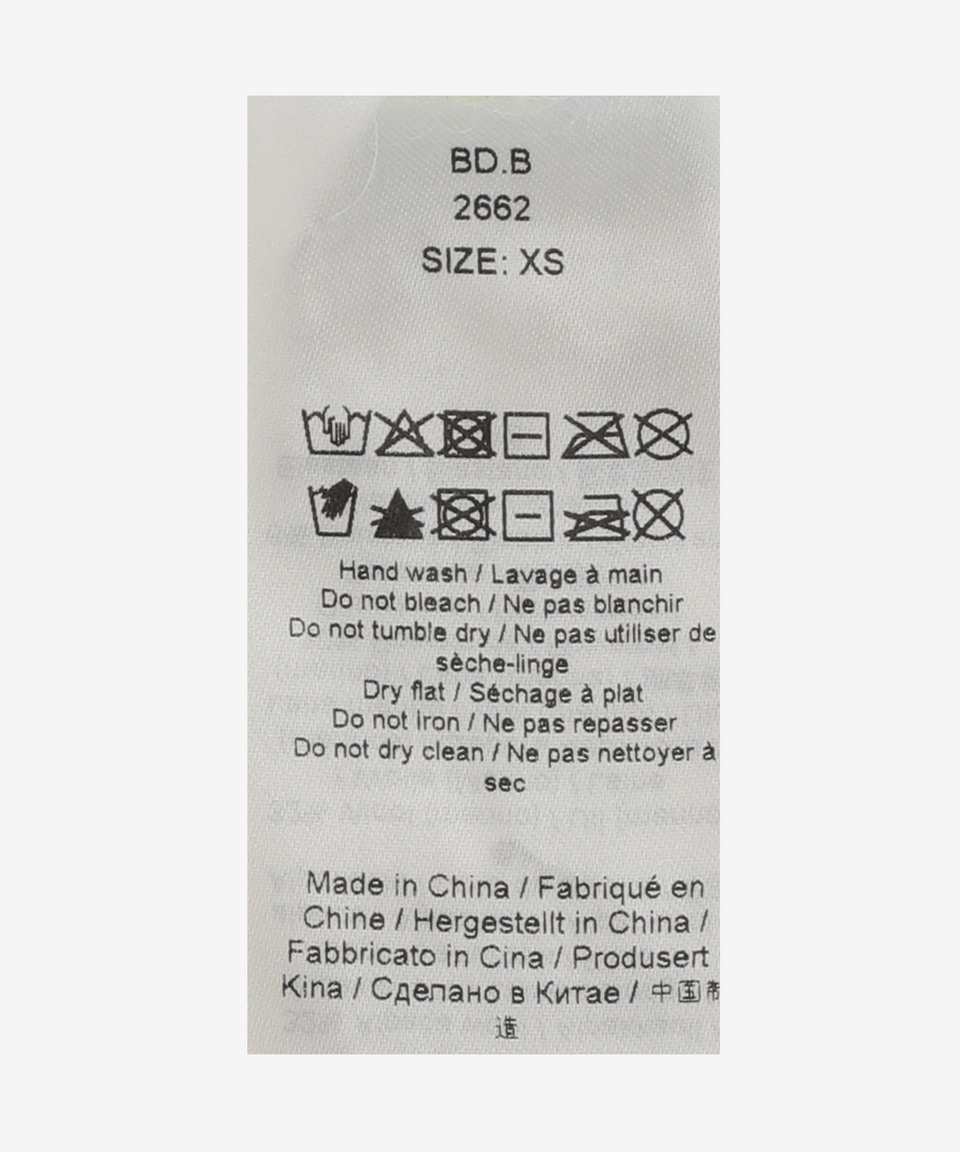 BD.B
2662
SIZE: XS
Hand wash / Lavage à main
Do not bleach / Ne pas blanchir
Do not tumble dry / Ne pas utiliser de
sèche-linge
Dry flat / Séchage à plat
Do not iron / Ne pas repasser
Do not dry clean / Ne pas nettoyer à
sec
Made in China / Fabriqué en
Chine / Hergestellt in China /
Fabbricato in Cina / Produsert
Kina / Сделано в Китае / 中国制
造